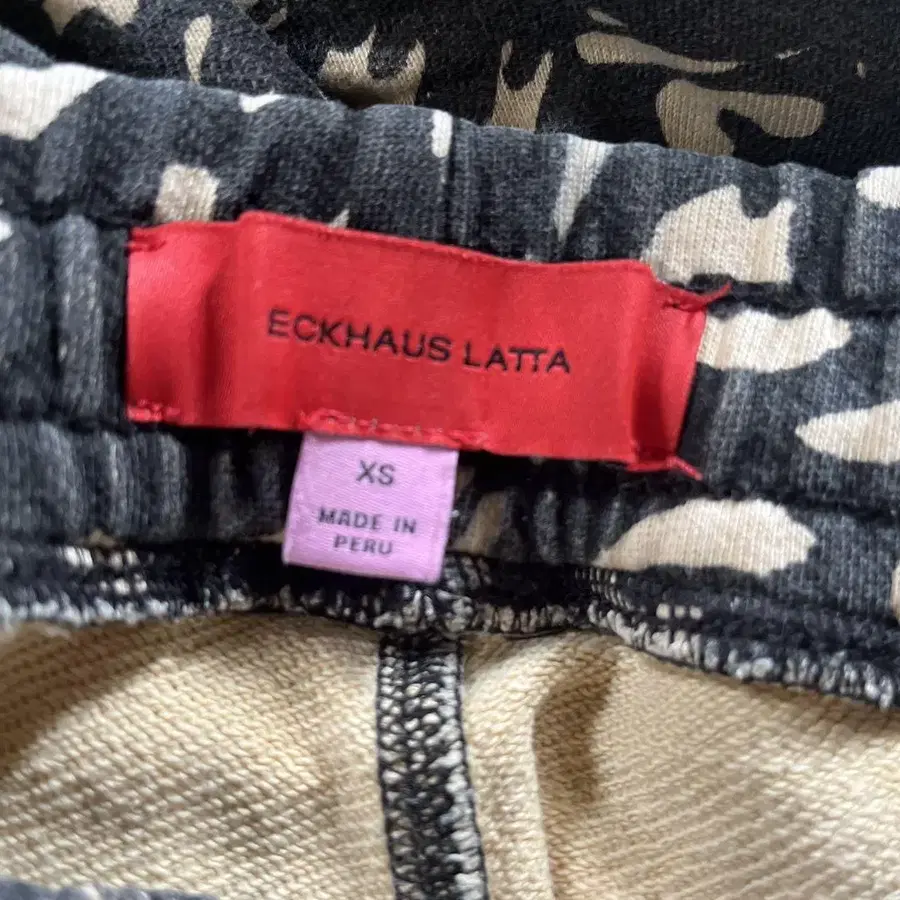 ECKHAUS LATTA
XS
MADE IN
PERU